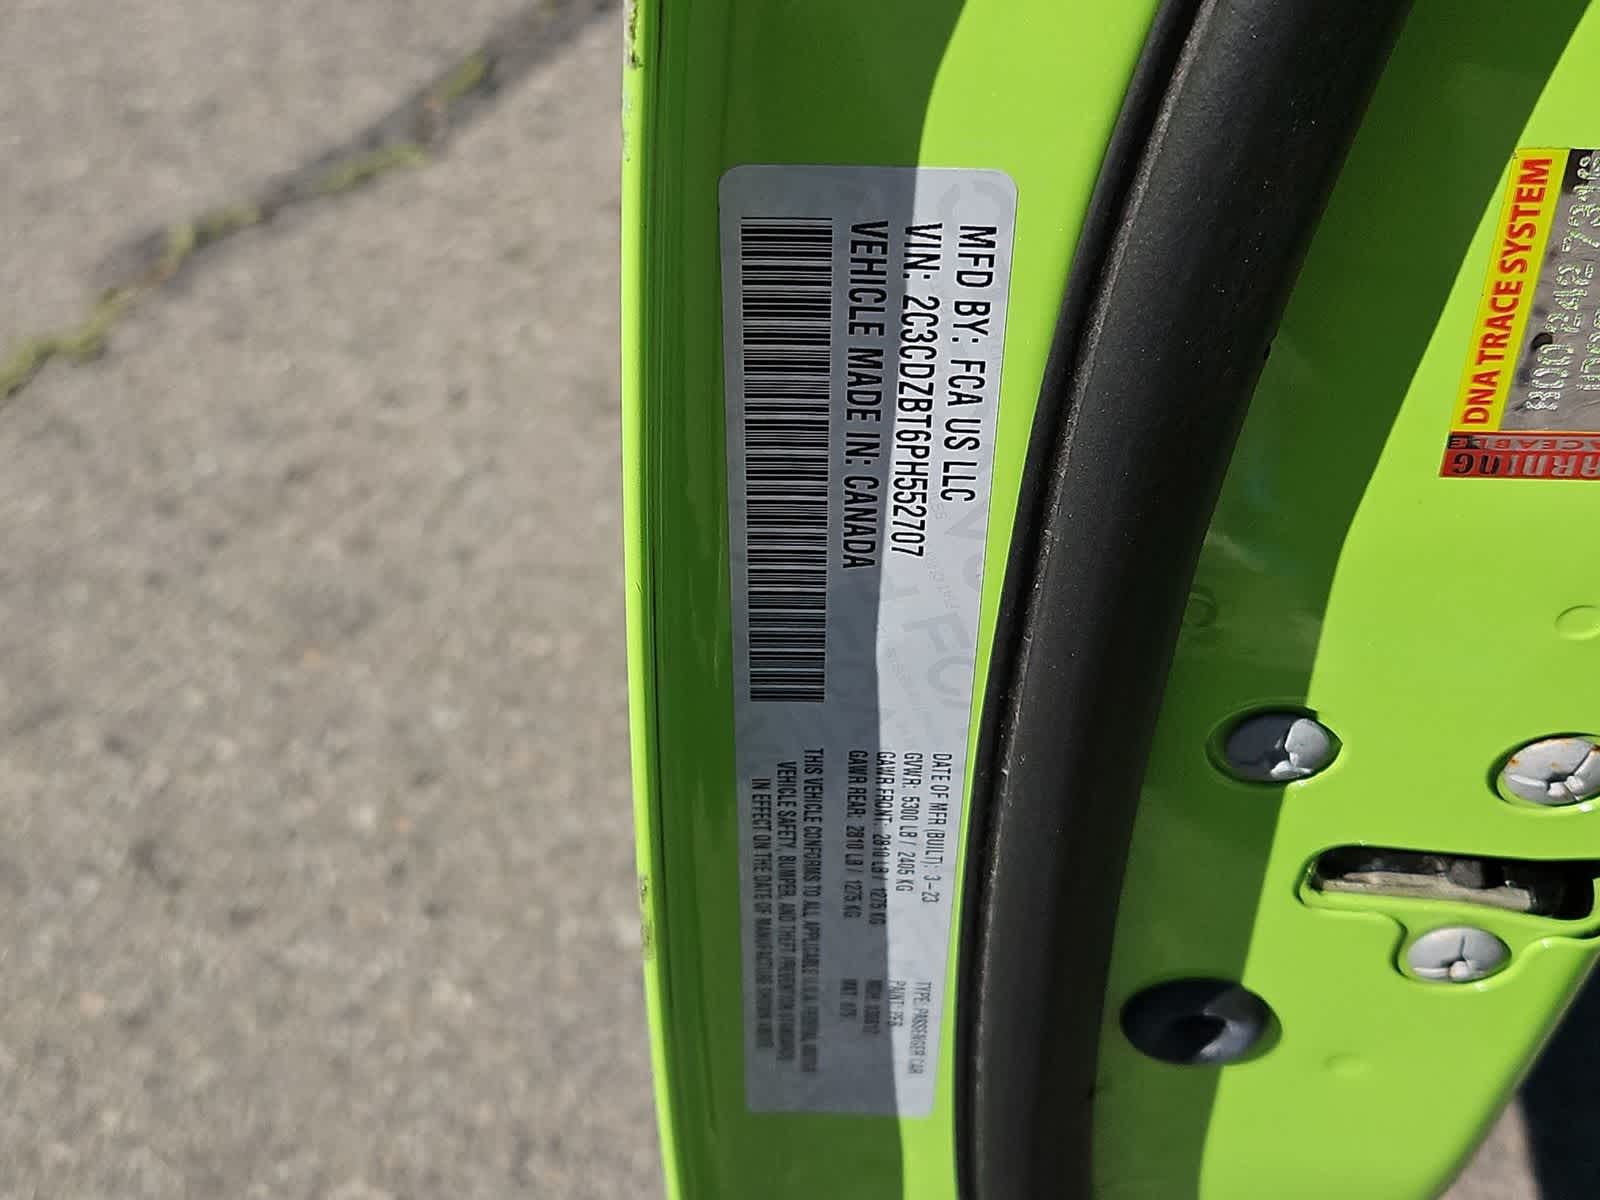 MFD BY: FCA US LLC
VIN: 2C3CDZBT6PH552707
VEHICLE MADE IN: CANADA
DATE OF MFR (BUILT): 3-23
GVWR: 5300 LB / 2405 KG
GAWR FRONT: 2810 LB / 1275 KG
GAWR REAR: 2810 LB / 1275 KG
TYPE: PASSENGER CAR
PAINT: PFB
THIS VEHICLE CONFORMS TO ALL APPLICABLE U.S.A. FEDERAL MOTOR
VEHICLE SAFETY, BUMPER, AND THEFT PREVENTION STANDARDS
IN EFFECT ON THE DATE OF MANUFACTURE SHOWN ABOVE
DNA TRACE SYSTEM